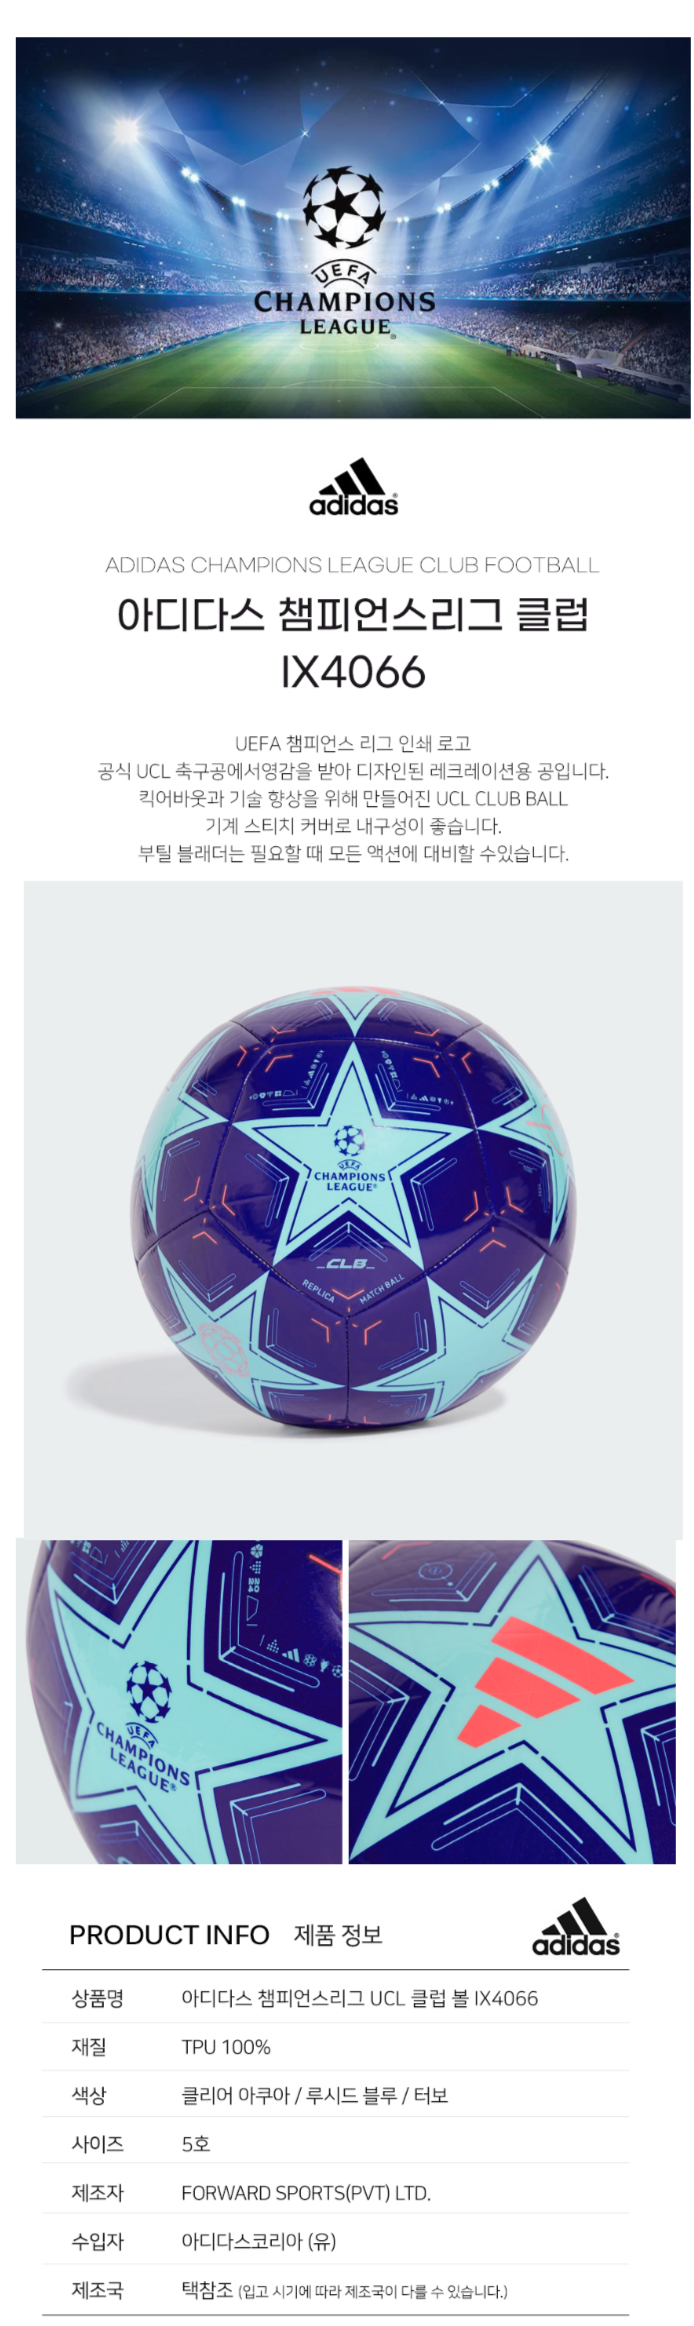 UEFA
CHAMPIONS
LEAGUE
adidas
ADIDAS CHAMPIONS LEAGUE CLUB FOOTBALL
아디다스 챔피언스리그 클럽
IX4066
UEFA 챔피언스 리그 인쇄 로고
공식 UCL 축구공에서영감을 받아 디자인된 레크레이션용 공입니다.
킥어바웃과 기술 향상을 위해 만들어진 UCL CLUB BALL
기계 스티치 커버로 내구성이 좋습니다.
부틸 블래더는 필요할 때 모든 액션에 대비할 수있습니다.
UEFA
CHAMPIONS
LEAGUE®
CLB
REPLICA MATCH BALL
UEFA
CHAMPIONS
LEAGUE®
PRODUCT INFO 제품 정보
adidas
상품명 아디다스 챔피언스리그 UCL 클럽 볼 IX4066
재질 TPU 100%
색상 클리어 아쿠아 / 루시드 블루 / 터보
사이즈 5호
제조자 FORWARD SPORTS(PVT) LTD.
수입자 아디다스코리아 (유)
제조국 택참조 (입고 시기에 따라 제조국이 다를 수 있습니다.)